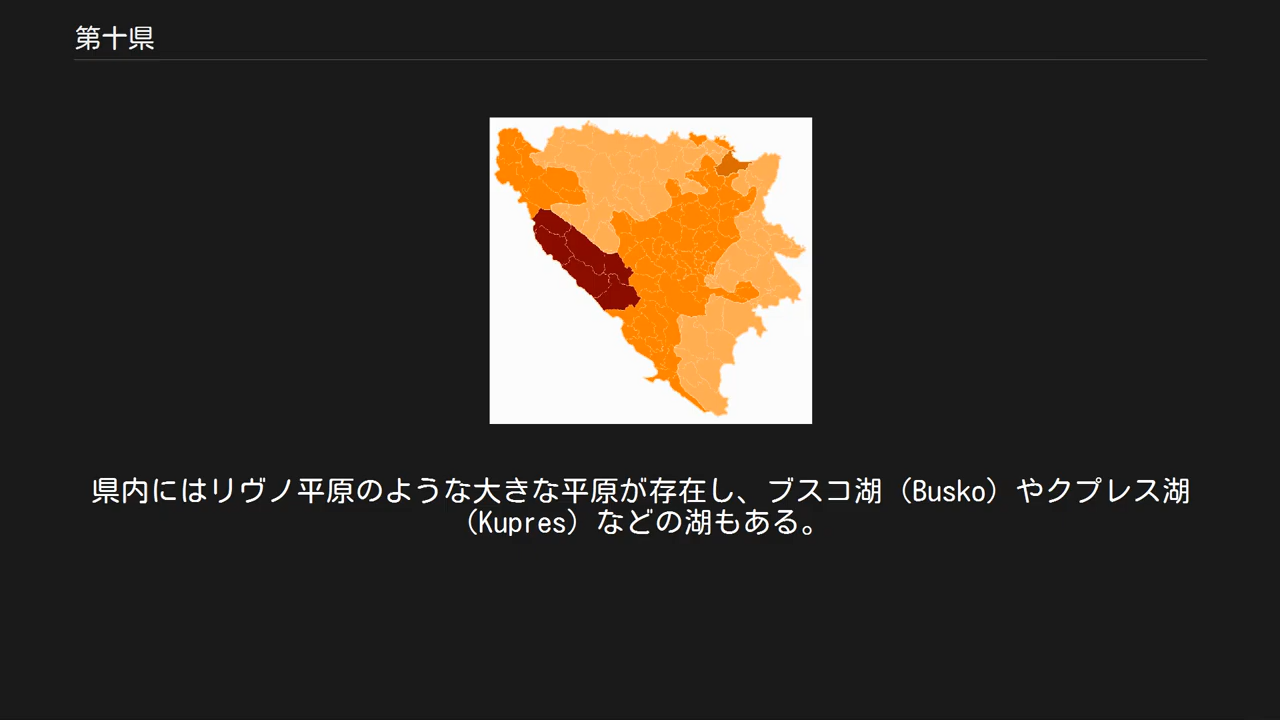 第十県
県内にはリヴノ平原のような大きな平原が存在し、ブスコ湖（Busko）やクプレス湖
（Kupres）などの湖もある。